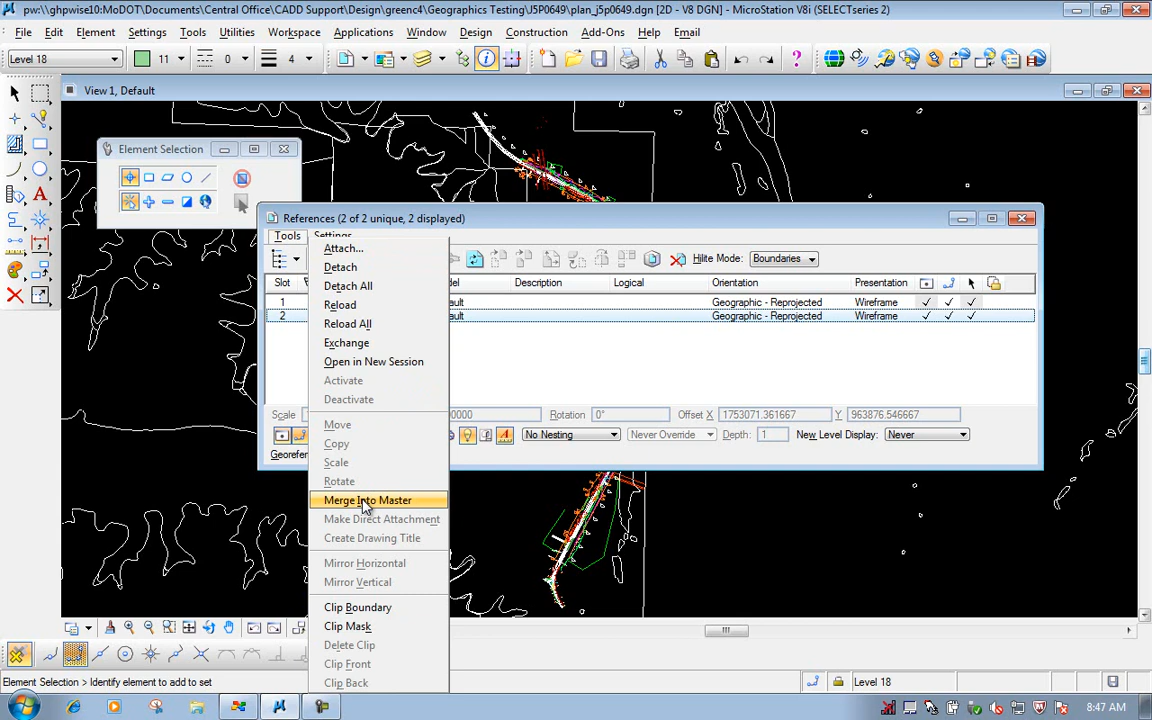 pw:\\ghpwise10:MoDOT\Documents\Central Office\CADD Support\Design\greenc4\Geographics Testing\J5P0649\plan_j5p0649.dgn [2D - V8 DGN] - MicroStation V8i (SELECTseries 2)
File Edit Element Settings Tools Utilities Workspace Applications Window Design Construction Add-Ons Help Email
Level 18 11 0 4
View 1, Default
Element Selection
References (2 of 2 unique, 2 displayed)
Tools Settings
Hilite Mode: Boundaries
Slot Description Logical Orientation Presentation
1 Geographic - Reprojected Wireframe
2 Geographic - Reprojected Wireframe
Scale Rotation 0° Offset X 1753071.361667 Y 963876.546667
No Nesting Never Override Depth: 1 New Level Display: Never
Attach...
Detach
Detach All
Reload
Reload All
Exchange
Open in New Session
Activate
Deactivate
Move
Copy
Scale
Rotate
Merge Into Master
Make Direct Attachment
Create Drawing Title
Mirror Horizontal
Mirror Vertical
Clip Boundary
Clip Mask
Delete Clip
Clip Front
Clip Back
Element Selection > Identify element to add to set Level 18
8:47 AM